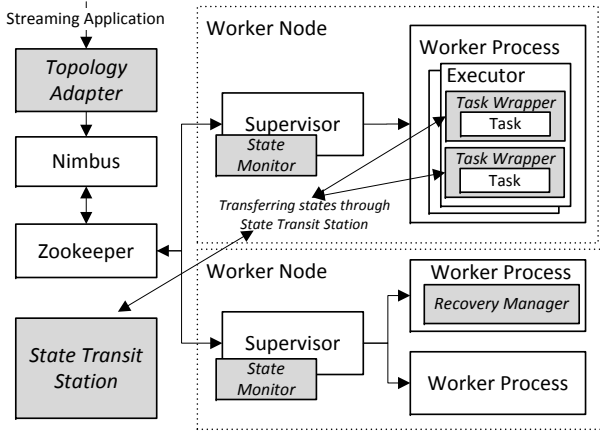 Streaming Application
Topology
Adapter
Nimbus
Zookeeper
State Transit
Station
Worker Node
Supervisor
State
Monitor
Worker Process
Executor
Task Wrapper
Task
Task Wrapper
Task
Transferring states through
State Transit Station
Worker Node
Supervisor
State
Monitor
Worker Process
Recovery Manager
Worker Process